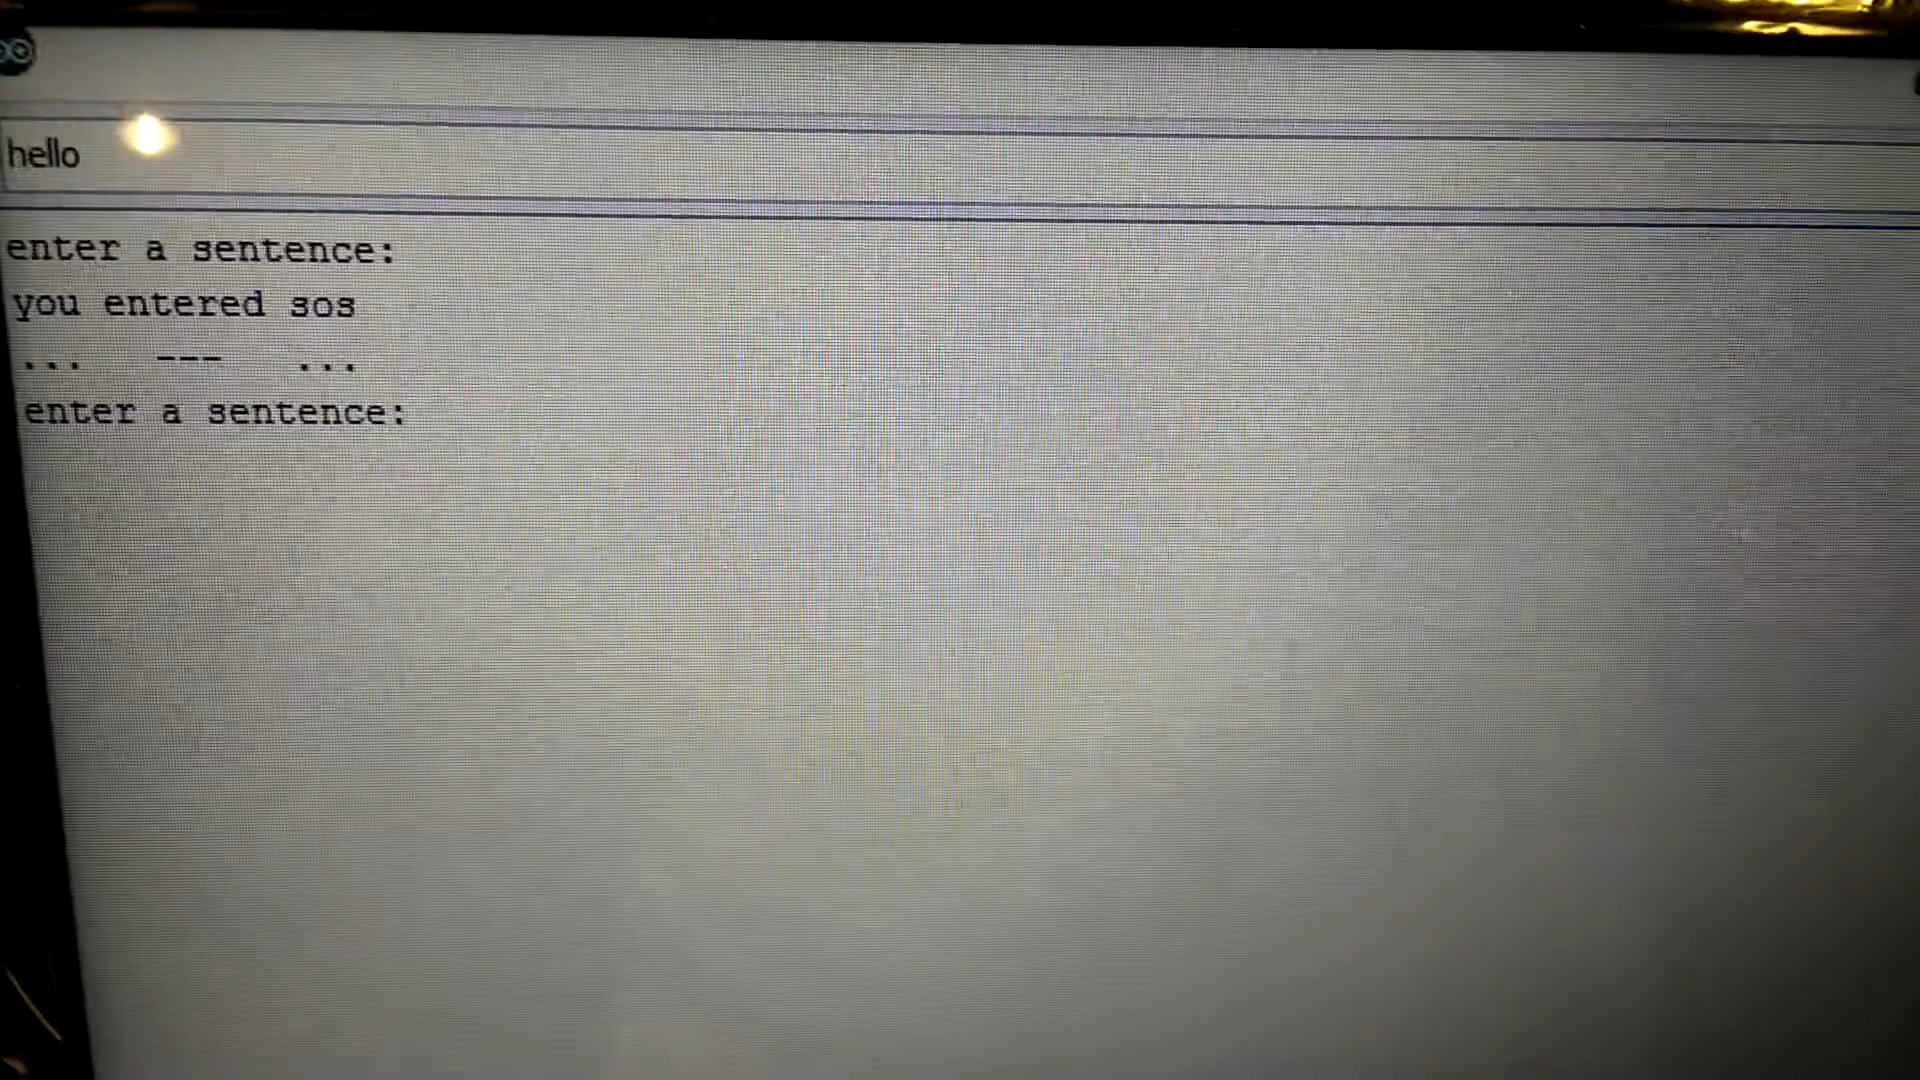 hello
enter a sentence:
you entered sos
... --- ...
enter a sentence: